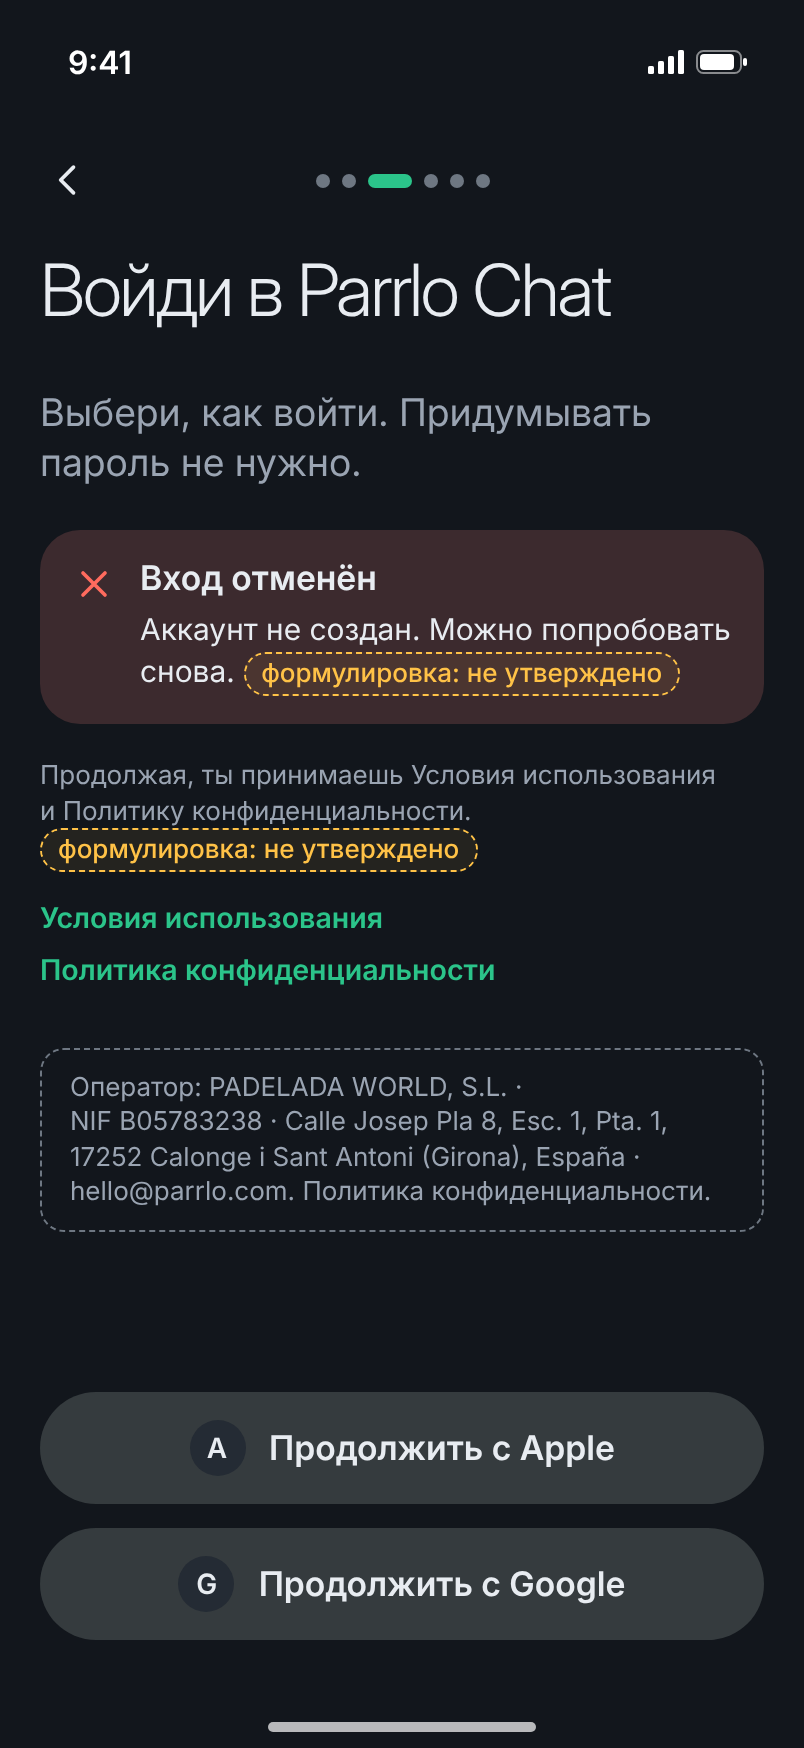 9:41
Войди в Parrlo Chat
Выбери, как войти. Придумывать
пароль не нужно.
Вход отменён
Аккаунт не создан. Можно попробовать
снова. формулировка: не утверждено
Продолжая, ты принимаешь Условия использования
и Политику конфиденциальности.
формулировка: не утверждено
Условия использования
Политика конфиденциальности
Оператор: PADELADA WORLD, S.L. ·
NIF B05783238 · Calle Josep Pla 8, Esc. 1, Pta. 1,
17252 Calonge i Sant Antoni (Girona), España ·
hello@parrlo.com. Политика конфиденциальности.
A Продолжить с Apple
G Продолжить с Google